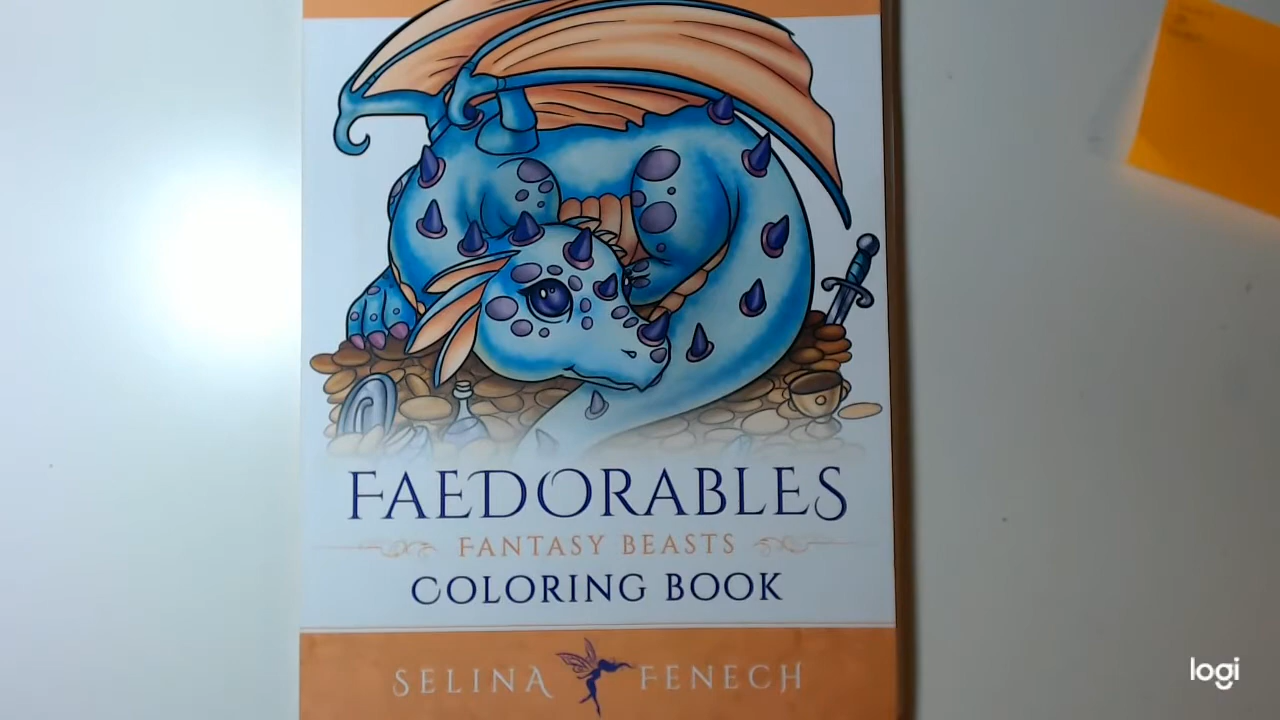 FAEDORABLES
FANTASY BEASTS
COLORING BOOK
SELINA FENECH
logi